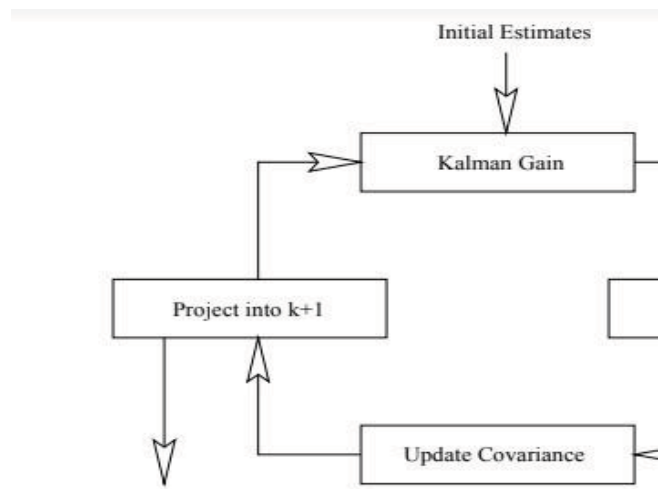 Initial Estimates
Kalman Gain
Project into k+1
Update Covariance